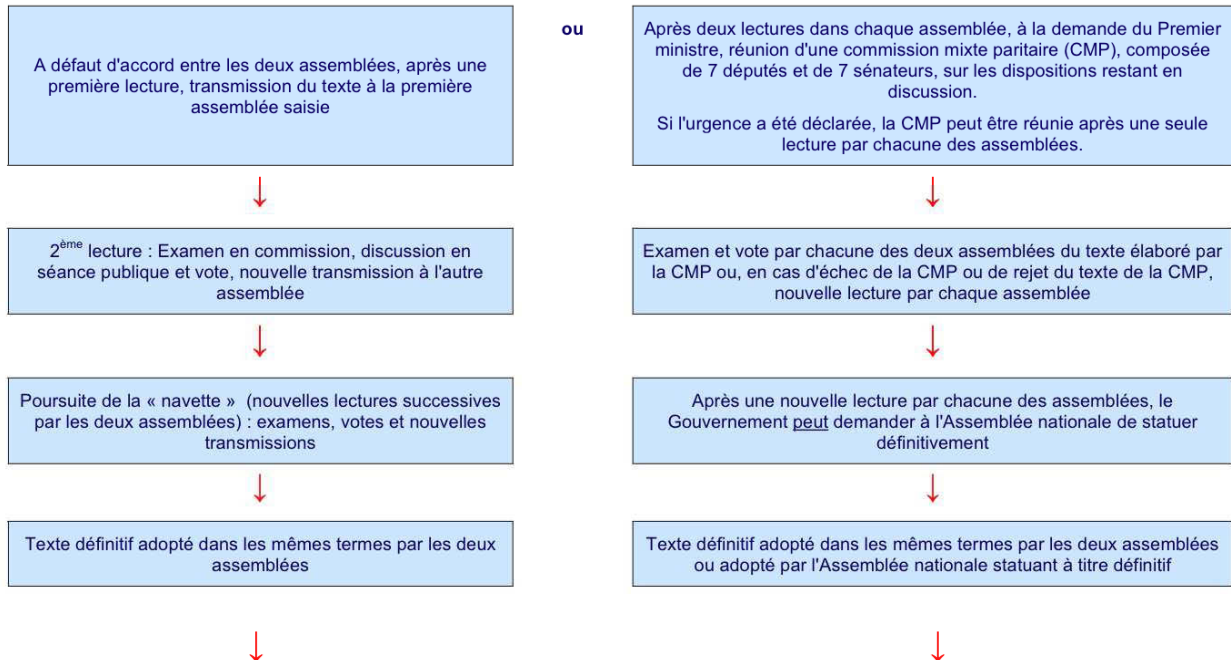 A défaut d'accord entre les deux assemblées, après une
première lecture, transmission du texte à la première
assemblée saisie
ou
Après deux lectures dans chaque assemblée, à la demande du Premier
ministre, réunion d'une commission mixte paritaire (CMP), composée
de 7 députés et de 7 sénateurs, sur les dispositions restant en
discussion.
Si l'urgence a été déclarée, la CMP peut être réunie après une seule
lecture par chacune des assemblées.
2ème lecture : Examen en commission, discussion en
séance publique et vote, nouvelle transmission à l'autre
assemblée
Examen et vote par chacune des deux assemblées du texte élaboré par
la CMP ou, en cas d'échec de la CMP ou de rejet du texte de la CMP,
nouvelle lecture par chaque assemblée
Poursuite de la « navette » (nouvelles lectures successives
par les deux assemblées) : examens, votes et nouvelles
transmissions
Après une nouvelle lecture par chacune des assemblées, le
Gouvernement peut demander à l'Assemblée nationale de statuer
définitivement
Texte définitif adopté dans les mêmes termes par les deux
assemblées
Texte définitif adopté dans les mêmes termes par les deux assemblées
ou adopté par l'Assemblée nationale statuant à titre définitif